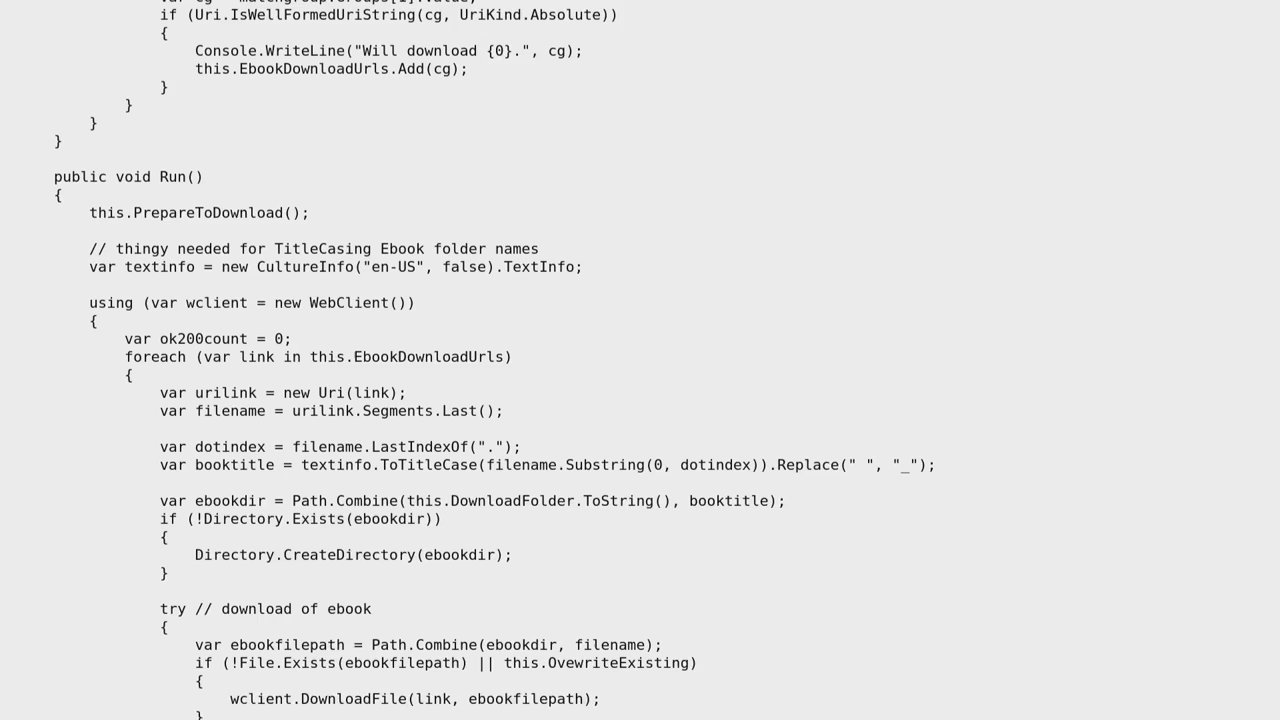 if (Uri.IsWellFormedUriString(cg, UriKind.Absolute))
{
Console.WriteLine("Will download {0}.", cg);
this.EbookDownloadUrls.Add(cg);
}
}
}
}
public void Run()
{
this.PrepareToDownload();
// thingy needed for TitleCasing Ebook folder names
var textinfo = new CultureInfo("en-US", false).TextInfo;
using (var wclient = new WebClient())
{
var ok200count = 0;
foreach (var link in this.EbookDownloadUrls)
{
var urilink = new Uri(link);
var filename = urilink.Segments.Last();
var dotindex = filename.LastIndexOf(".");
var booktitle = textinfo.ToTitleCase(filename.Substring(0, dotindex)).Replace(" ", "_");
var ebookdir = Path.Combine(this.DownloadFolder.ToString(), booktitle);
if (!Directory.Exists(ebookdir))
{
Directory.CreateDirectory(ebookdir);
}
try // download of ebook
{
var ebookfilepath = Path.Combine(ebookdir, filename);
if (!File.Exists(ebookfilepath) || this.OvewriteExisting)
{
wclient.DownloadFile(link, ebookfilepath);
}